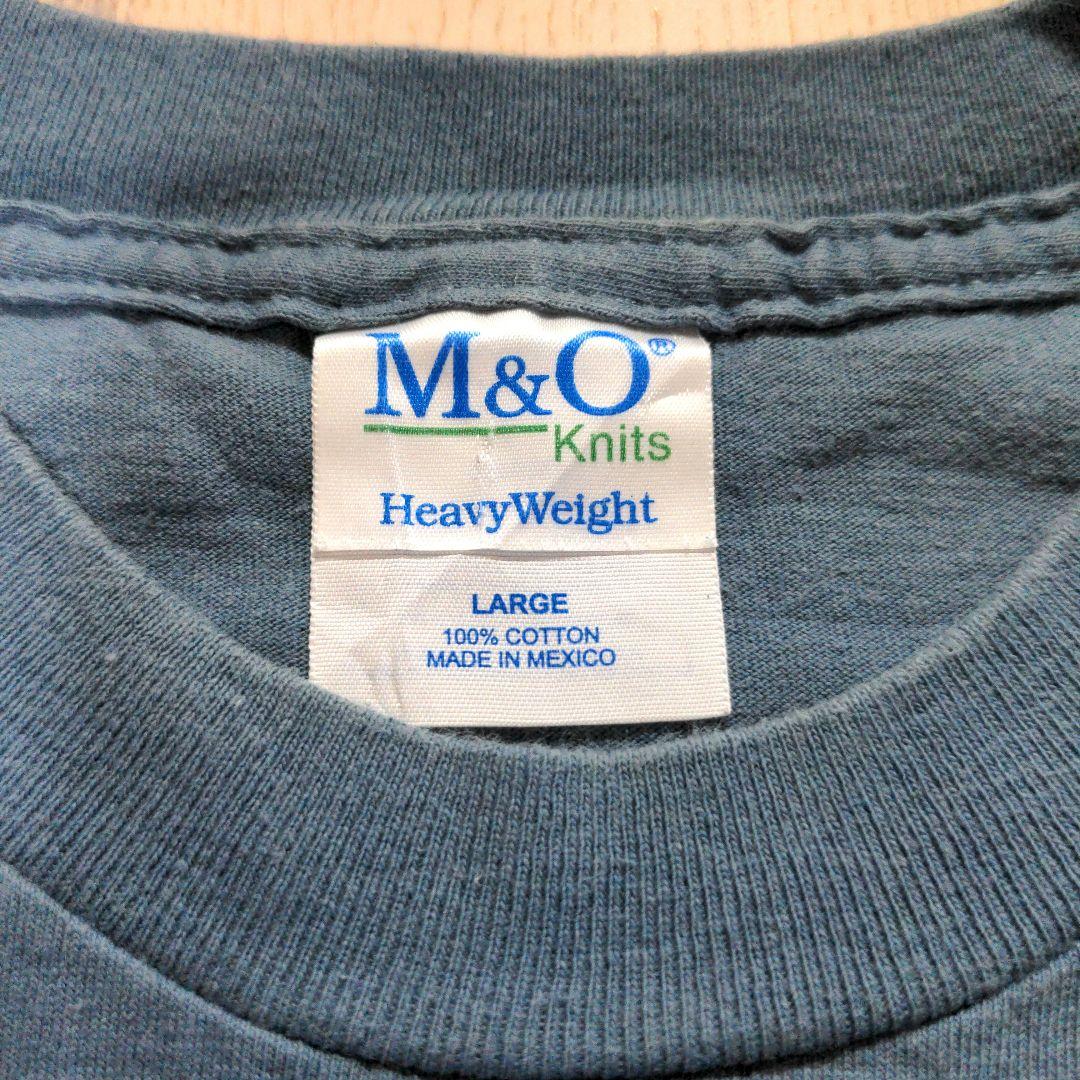 M&O®
Knits
HeavyWeight
LARGE
100% COTTON
MADE IN MEXICO